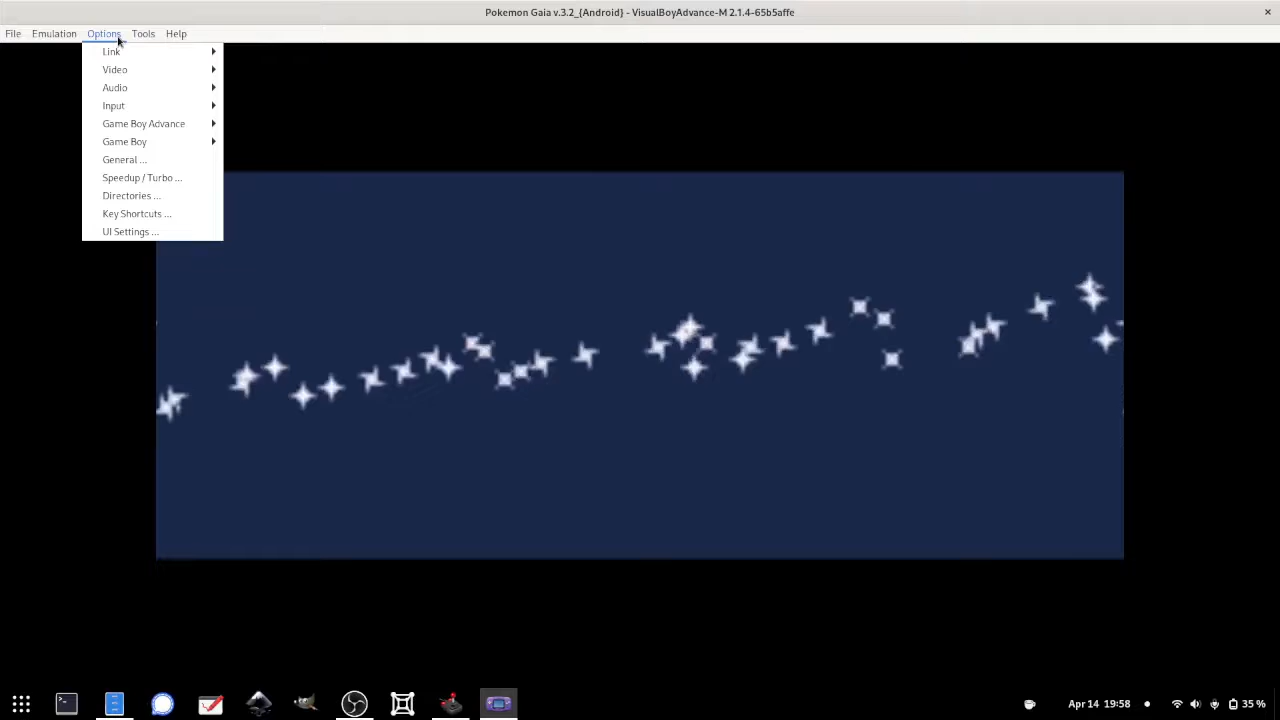 Pokemon Gaia v.3.2_{Android} - VisualBoyAdvance-M 2.1.4-65b5affe
File Emulation Options Tools Help
Link
Video
Audio
Input
Game Boy Advance
Game Boy
General ...
Speedup / Turbo ...
Directories ...
Key Shortcuts ...
UI Settings ...
Apr 14 19:58 35 %